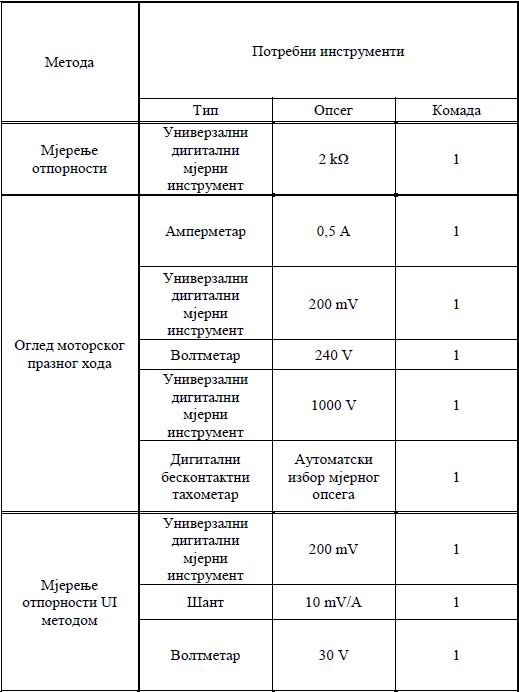 Метода
Потребни инструменти
Тип
Опсег
Комада
Мјерење
отпорности
Универзални
дигитални
мјерни
инструмент
2 kΩ
1
Оглед моторског
празног хода
Амперметар
0,5 А
1
Универзални
дигитални
мјерни
инструмент
200 mV
1
Волтметар
240 V
1
Универзални
дигитални
мјерни
инструмент
1000 V
1
Дигитални
бесконтактни
тахометар
Аутоматски
избор мјерног
опсега
1
Мјерење
отпорности UI
методом
Универзални
дигитални
мјерни
инструмент
200 mV
1
Шант
10 mV/A
1
Волтметар
30 V
1